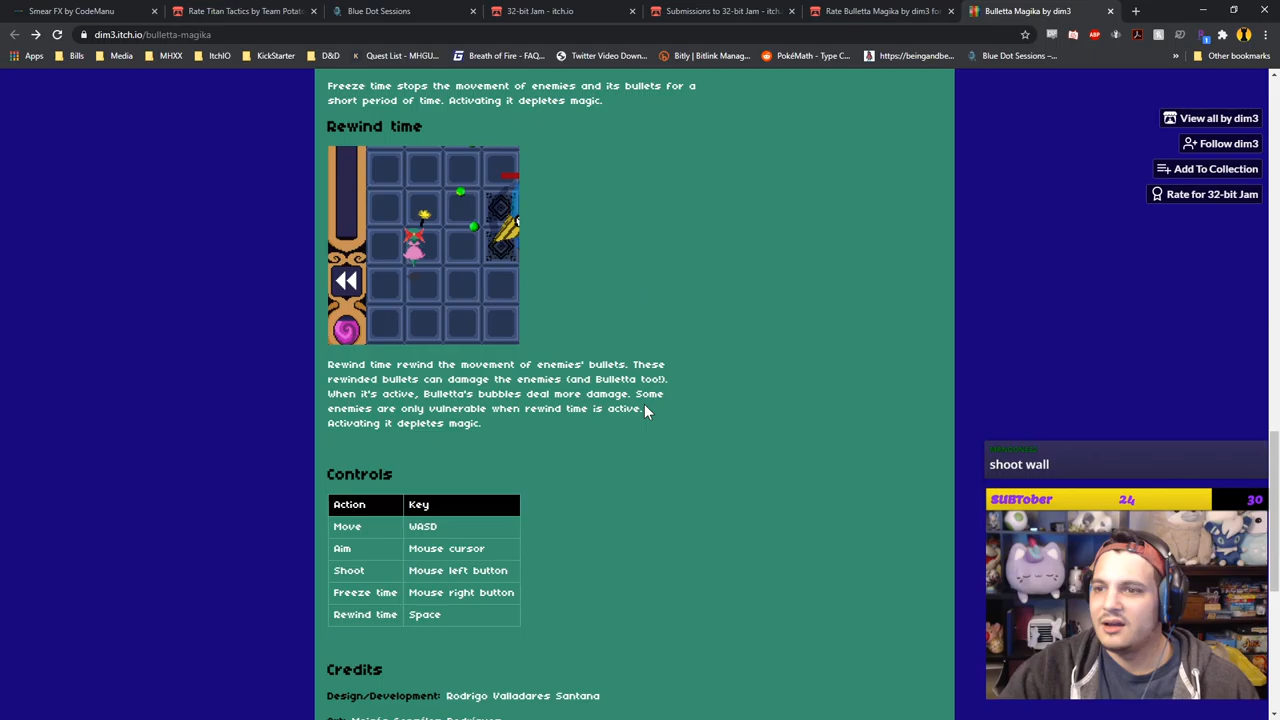 Smear FX by CodeManu
Rate Titan Tactics by Team Potato
Blue Dot Sessions
32-bit Jam - itch.io
Submissions to 32-bit Jam - itch.io
Rate Bulletta Magika by dim3 for
Bulletta Magika by dim3
dim3.itch.io/bulletta-magika
Apps Bills Media MHXX ItchIO KickStarter D&D Quest List - MHGU... Breath of Fire - FAQ... Twitter Video Down... Bitly | Bitlink Manag... PokéMath - Type C... https://beingandbe... Blue Dot Sessions —... » Other bookmarks
Freeze time stops the movement of enemies and its bullets for a
short period of time. Activating it depletes magic.
Rewind time
View all by dim3
Follow dim3
Add To Collection
Rate for 32-bit Jam
Rewind time rewind the movement of enemies' bullets. These
rewinded bullets can damage the enemies (and Bulletta too!).
When it's active, Bulletta's bubbles deal more damage. Some
enemies are only vulnerable when rewind time is active.
Activating it depletes magic.
Controls
Action Key
Move WASD
Aim Mouse cursor
Shoot Mouse left button
Freeze time Mouse right button
Rewind time Space
Credits
Design/Development: Rodrigo Valladares Santana
shoot wall
SUBTober 24 30